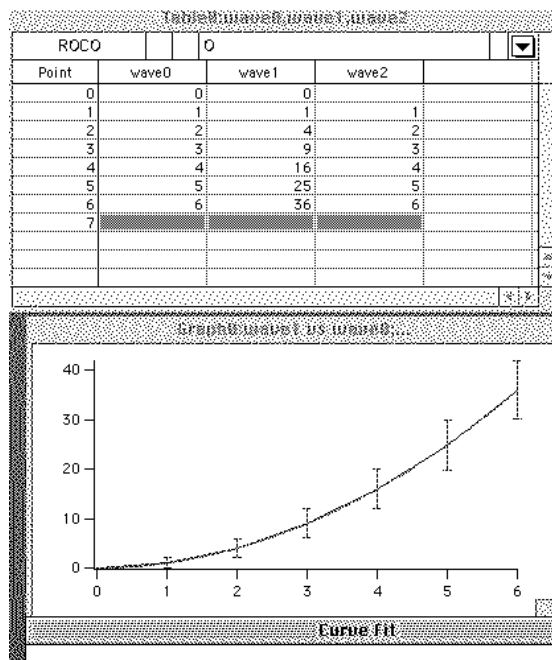 Table0:wave0,wave1,wave2
R0C0 0
Point wave0 wave1 wave2
0 0 0
1 1 1 1
2 2 4 2
3 3 9 3
4 4 16 4
5 5 25 5
6 6 36 6
7
Graph0:wave1 vs wave0;...
40
30
20
10
0
0 1 2 3 4 5 6
Curve Fit